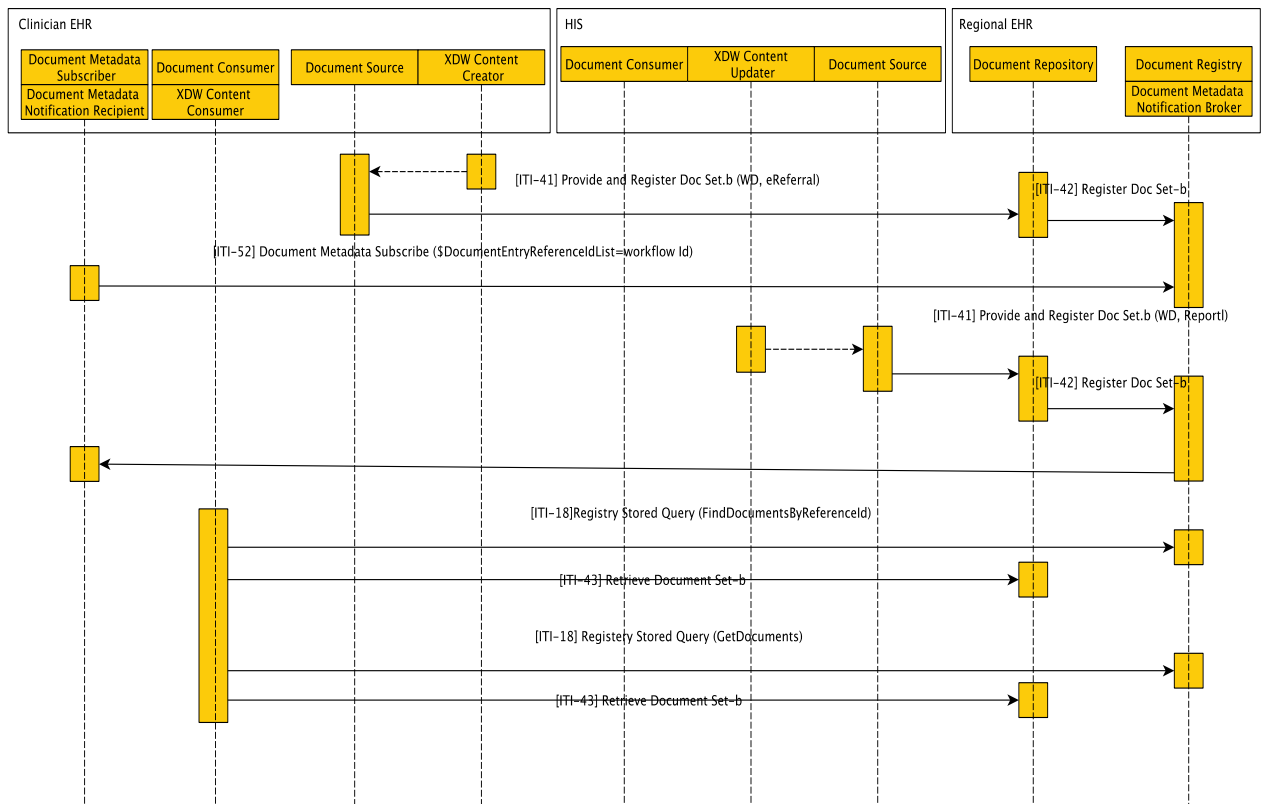 Clinician EHR
HIS
Regional EHR
Document Metadata
Subscriber
Document Metadata
Notification Recipient
Document Consumer
XDW Content
Consumer
Document Source
XDW Content
Creator
Document Consumer
XDW Content
Updater
Document Source
Document Repository
Document Registry
Document Metadata
Notification Broker
[ITI-41] Provide and Register Doc Set.b (WD, eReferral)
[ITI-42] Register Doc Set-b
[ITI-52] Document Metadata Subscribe ($DocumentEntryReferenceIdList=workflow Id)
[ITI-41] Provide and Register Doc Set.b (WD, ReportI)
[ITI-42] Register Doc Set-b
[ITI-18]Registry Stored Query (FindDocumentsByReferenceId)
[ITI-43] Retrieve Document Set-b
[ITI-18] Registery Stored Query (GetDocuments)
[ITI-43] Retrieve Document Set-b